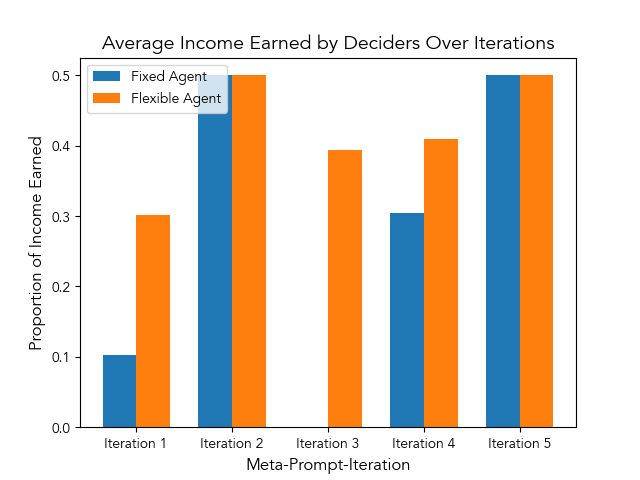 Average Income Earned by Deciders Over Iterations
Fixed Agent
Flexible Agent
Proportion of Income Earned
0.5
0.4
0.3
0.2
0.1
0.0
Iteration 1
Iteration 2
Iteration 3
Iteration 4
Iteration 5
Meta-Prompt-Iteration